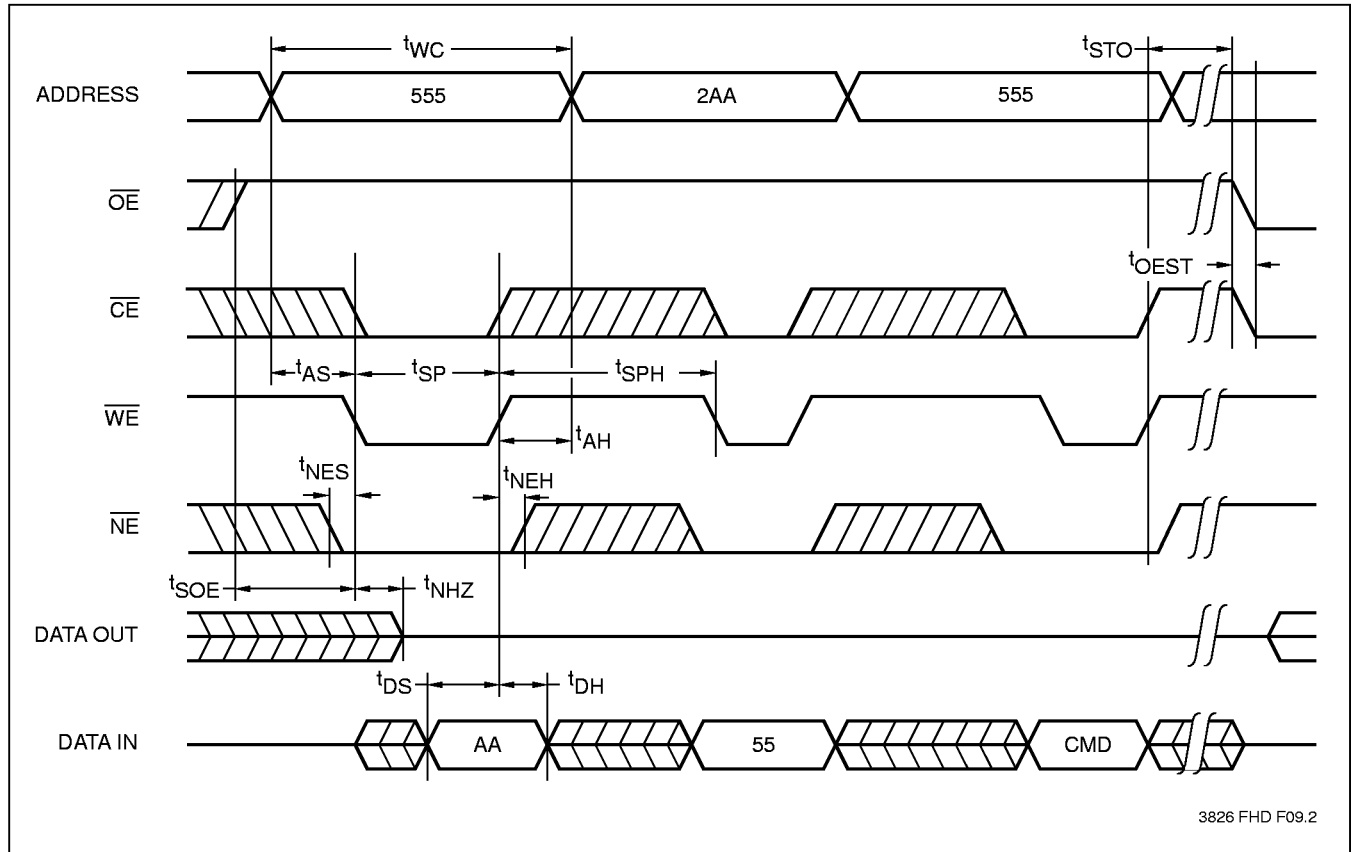 tWC
tSTO
ADDRESS
555
2AA
555
OE
tOEST
CE
tAS
tSP
tSPH
WE
tAH
tNES
tNEH
NE
tSOE
tNHZ
DATA OUT
tDS
tDH
DATA IN
AA
55
CMD
3826 FHD F09.2